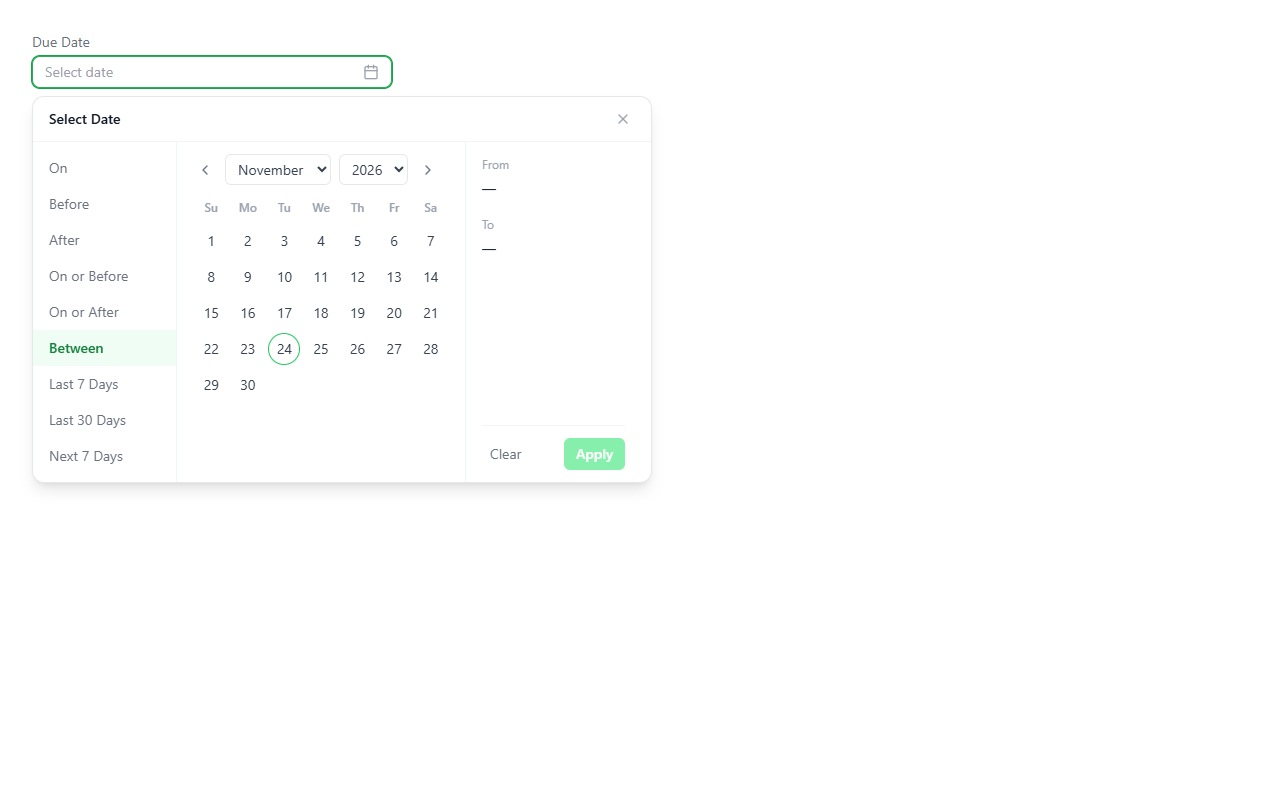 Due Date
Select date
Select Date
On
Before
After
On or Before
On or After
Between
Last 7 Days
Last 30 Days
Next 7 Days
November 2026
Su Mo Tu We Th Fr Sa
1 2 3 4 5 6 7
8 9 10 11 12 13 14
15 16 17 18 19 20 21
22 23 24 25 26 27 28
29 30
From
—
To
—
Clear Apply